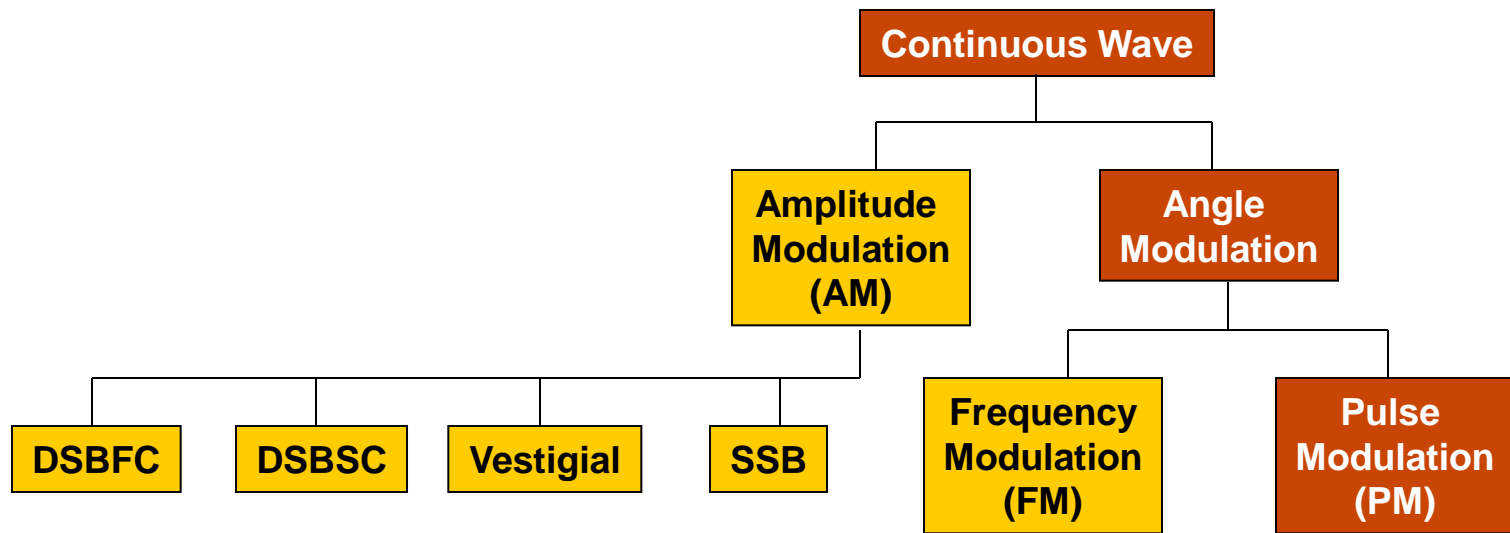 Continuous Wave
Amplitude
Modulation
(AM)
Angle
Modulation
DSBFC
DSBSC
Vestigial
SSB
Frequency
Modulation
(FM)
Pulse
Modulation
(PM)